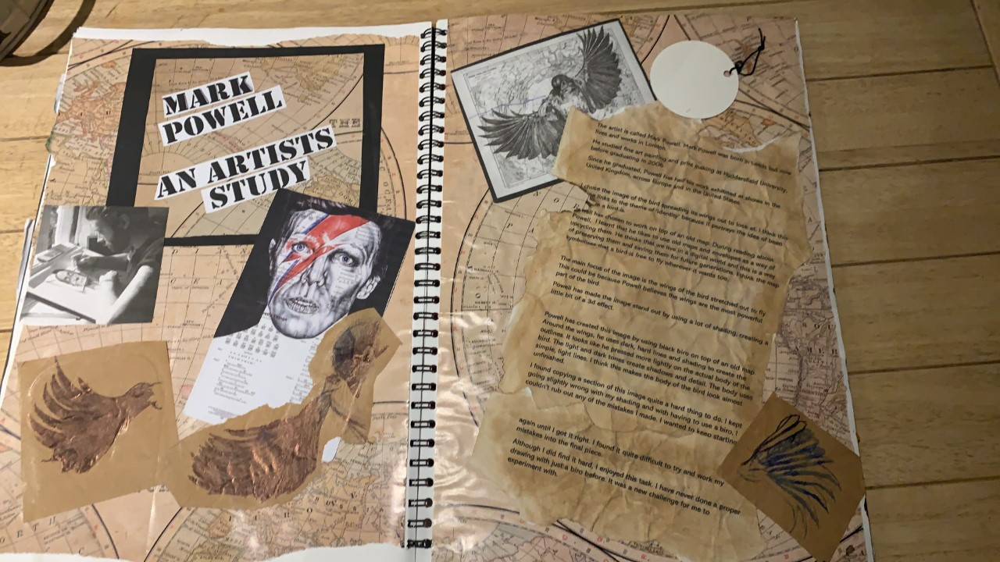 MARK
POWELL
AN ARTISTS
STUDY
The artist is called Mark Powell. Mark Powell was born in Leeds but now
lives and works in London.
He studied fine art painting and print making at Huddersfield University,
before graduating in 2006.
Since he graduated, Powell has had his work exhibited at shows in the
United Kingdom, across Europe and in the United States.
I chose the image of the bird spreading its wings out to look at. I think this
links to the theme of 'identity' because it portrays the idea of been
a bird is.
has chosen to work on top of an old map. During reading about
Powell, I learnt that he likes to use old maps and envelopes as a way of
upcycling them. He thinks that we live in a digital world and this is a way
of preserving them and saving them for future generations. I think the map
symbolises that a bird is free to fly wherever it wants too.
The main focus of the image is the wings of the bird stretched out to fly
This could be because Powell believes the wings are the most powerful
part of the bird.
Powell has made the image stand out by using a lot of shading, creating a
little bit of a 3d effect.
Powell has created this image by using black biro on top of an old map.
Around the wings, he uses dark, hard lines and shading to create the
outlines. It looks like he pressed more lightly on the actual body of the
bird. The light and dark tones create shadows and detail. The body uses
simple, light lines. I think this makes the body of the bird look almost
unfinished.
I found copying a section of this image quite a hard thing to do. I kept
going slightly wrong with my shading and with having to use a biro, I
couldn't rub out any of the mistakes I made. I wanted to keep starting
again until I got it right. I found it quite difficult to try and work my
mistakes into the final piece.
Although I did find it hard, I enjoyed this task. I have never done a proper
drawing with just a biro before. It was a new challenge for me to
experiment with.